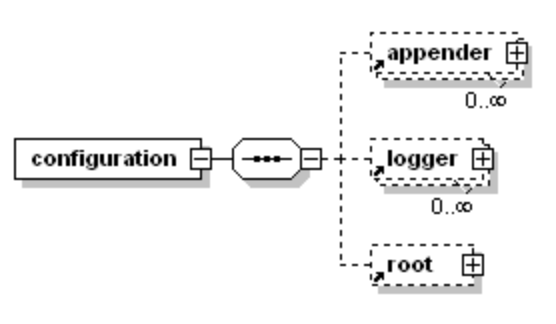 appender
0..∞
configuration
logger
0..∞
root